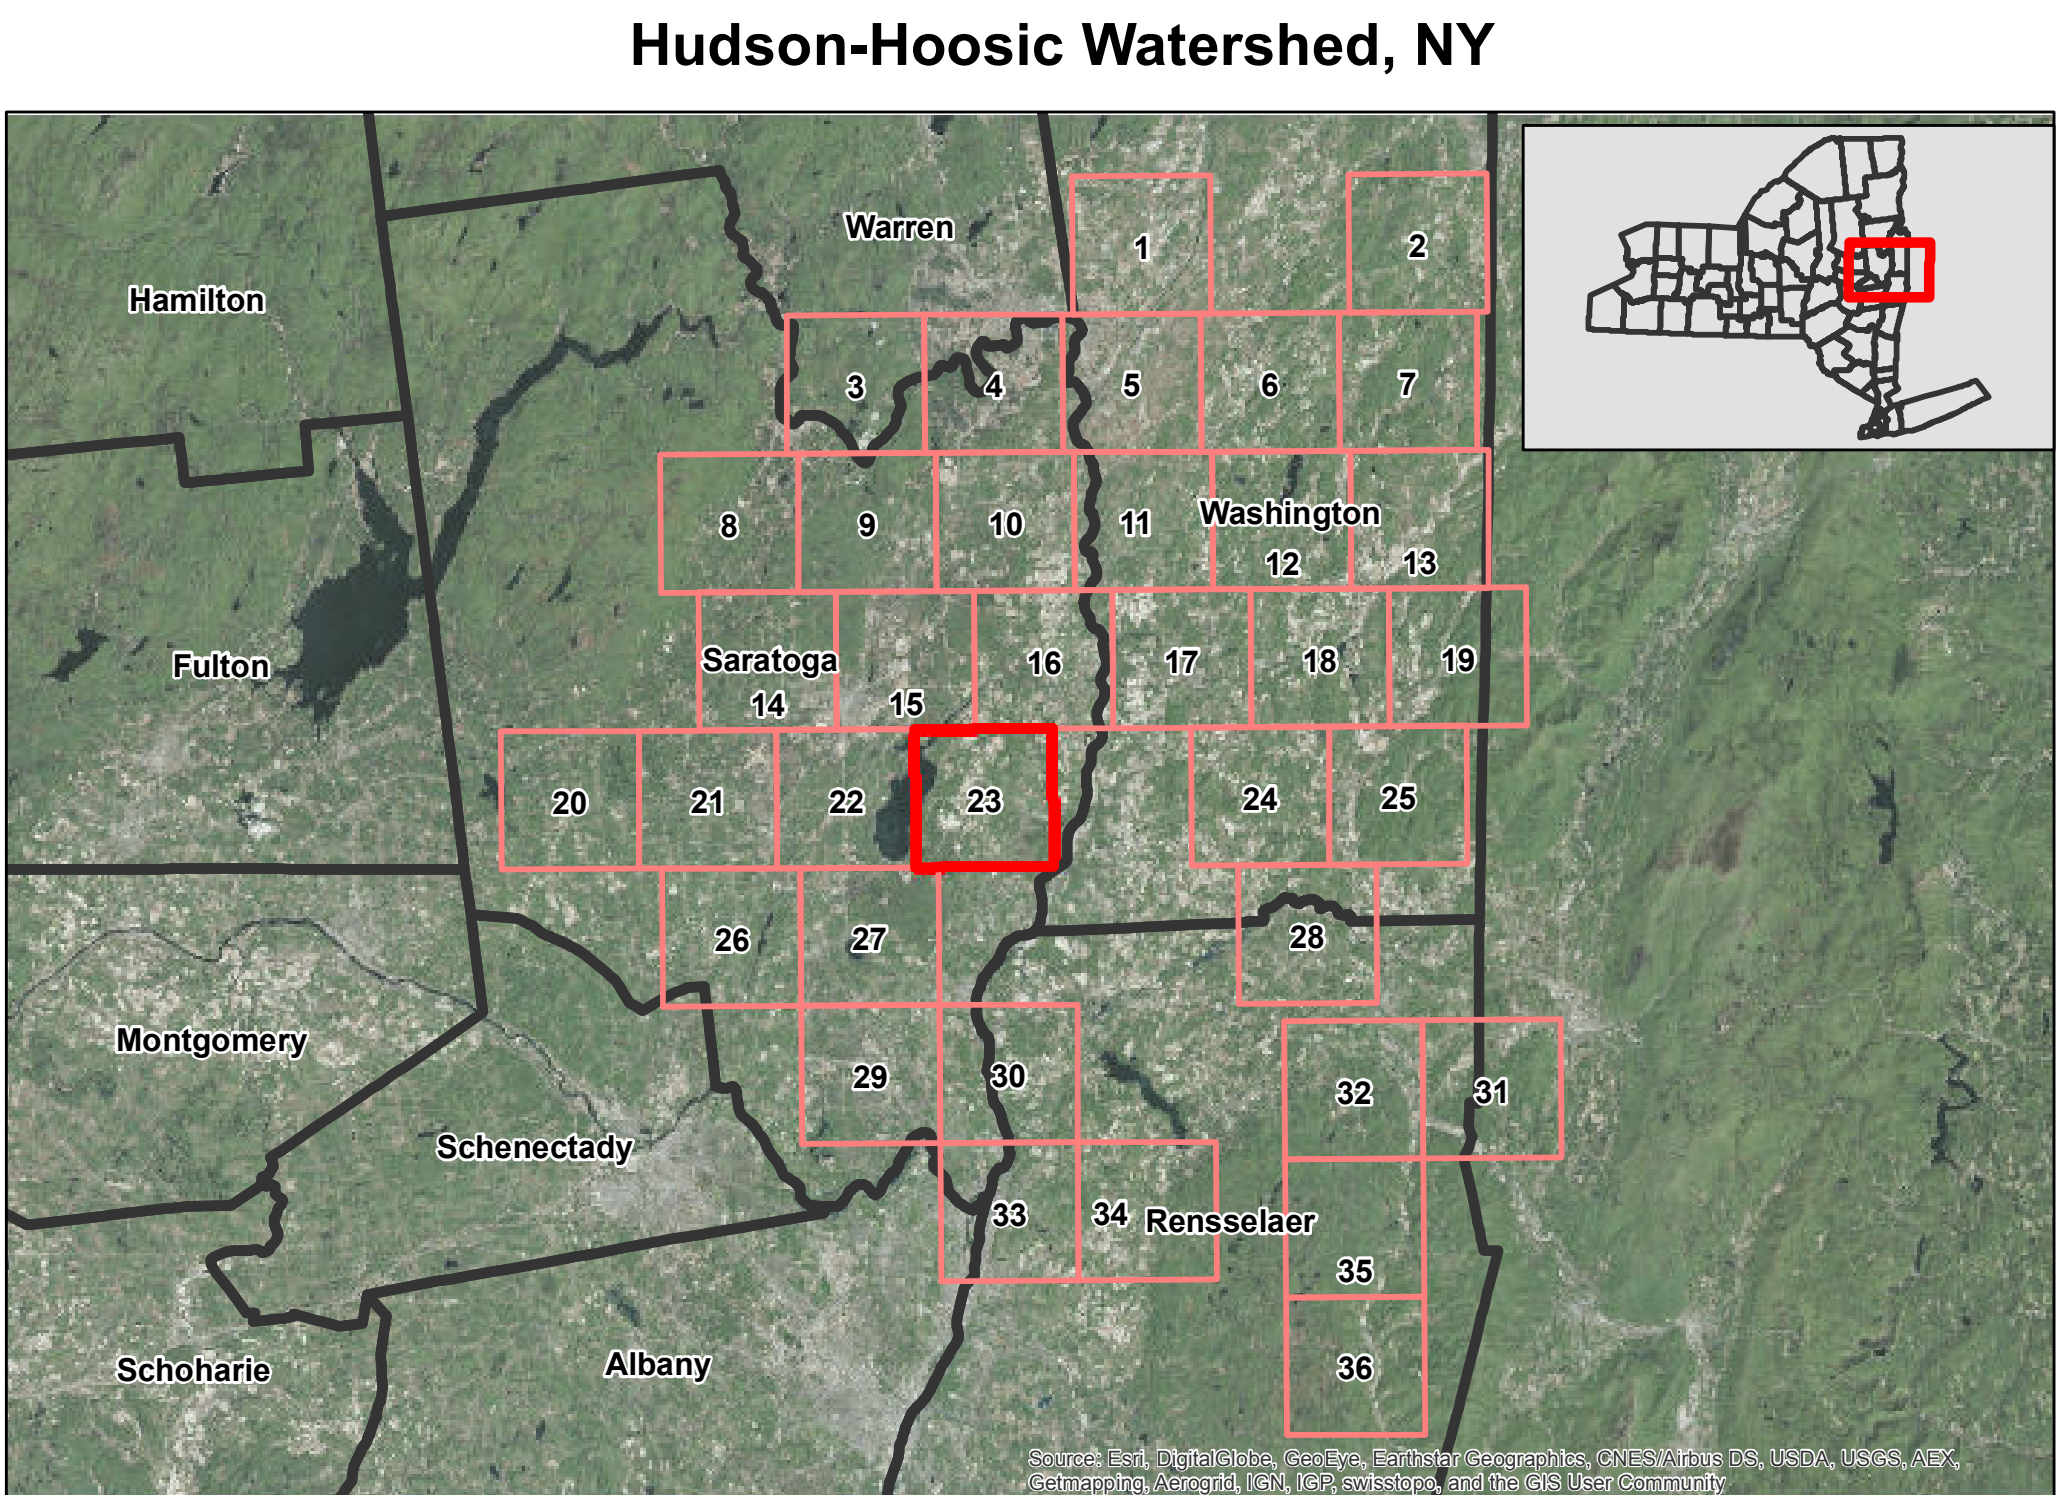 Hudson-Hoosic Watershed, NY
Warren
1
2
Hamilton
3
4
5
6
7
8
9
10
11
Washington
12
13
Fulton
Saratoga
14
15
16
17
18
19
20
21
22
23
24
25
26
27
28
Montgomery
29
30
32
31
Schenectady
33
34
Rensselaer
35
Schoharie
Albany
36
Source: Esri, DigitalGlobe, GeoEye, Earthstar Geographics, CNES/Airbus DS, USDA, USGS, AEX,
Getmapping, Aerogrid, IGN, IGP, swisstopo, and the GIS User Community